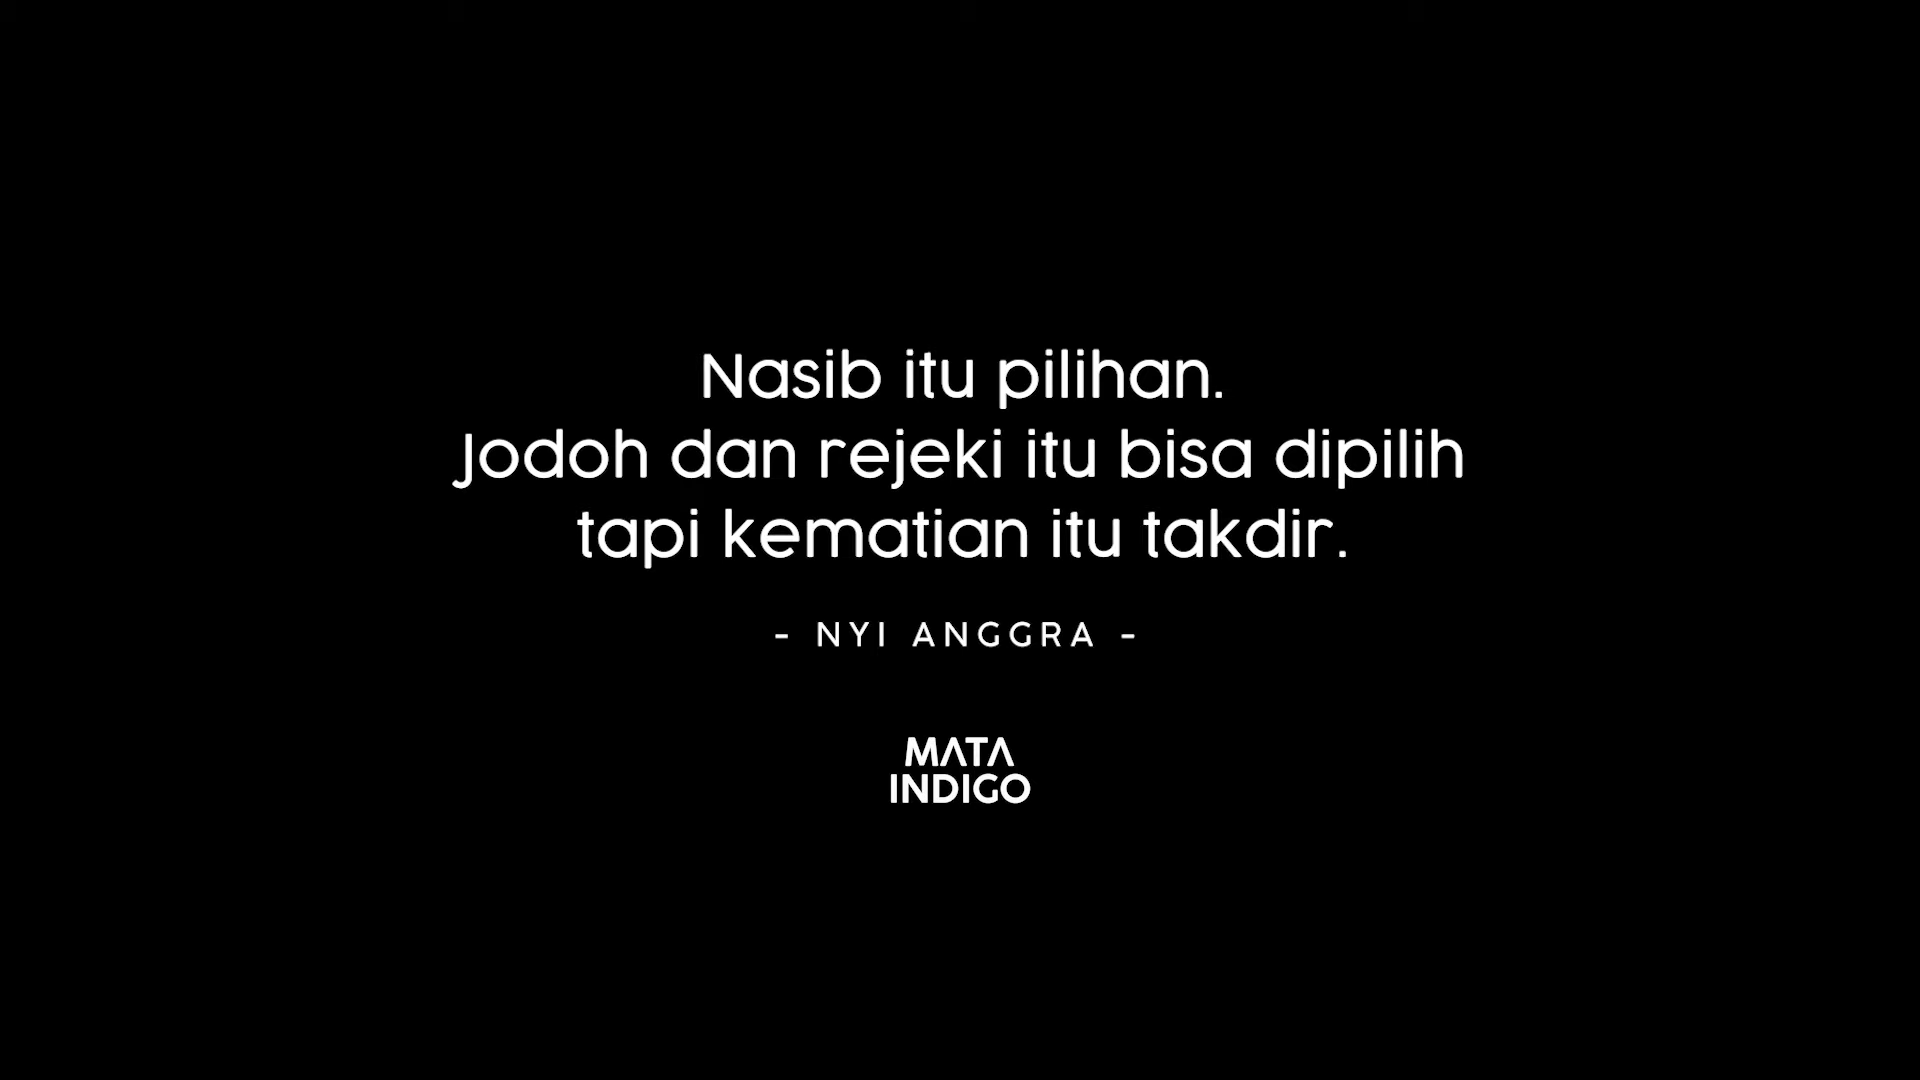 Nasib itu pilihan.
Jodoh dan rejeki itu bisa dipilih
tapi kematian itu takdir.
- NYI ANGGRA -
MATA
INDIGO